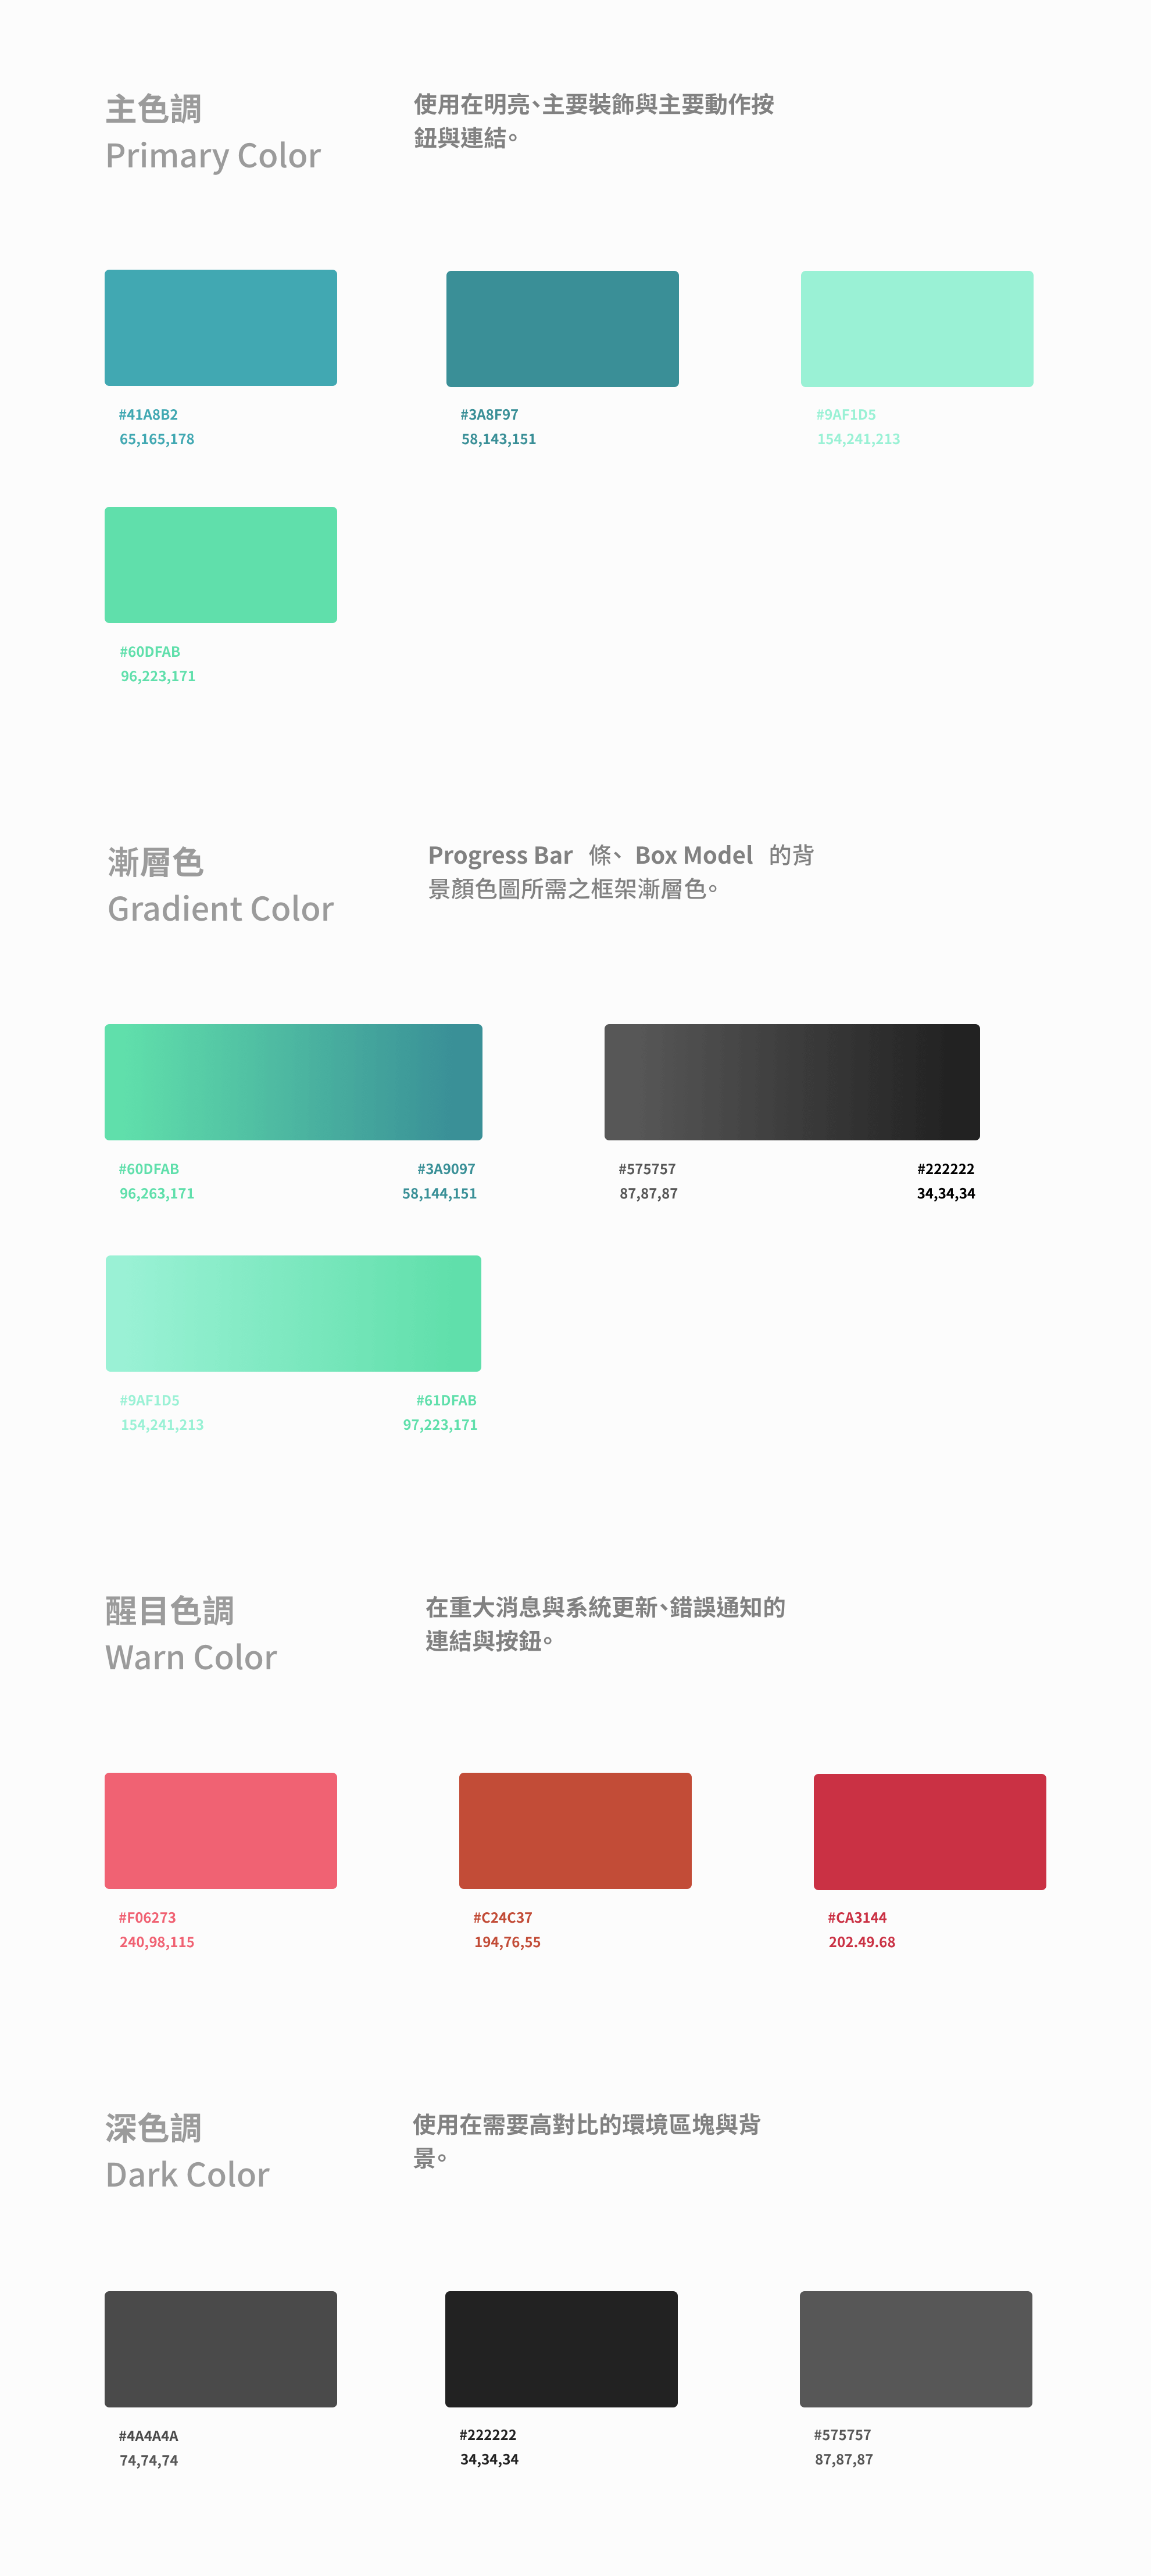 主色調
Primary Color
使用在明亮、主要裝飾與主要動作按
鈕與連結。
#41A8B2
65,165,178
#3A8F97
58,143,151
#9AF1D5
154,241,213
#60DFAB
96,223,171
漸層色
Gradient Color
Progress Bar 條、 Box Model 的背
景顏色圖所需之框架漸層色。
#60DFAB
96,263,171
#3A9097
58,144,151
#575757
87,87,87
#222222
34,34,34
#9AF1D5
154,241,213
#61DFAB
97,223,171
醒目色調
Warn Color
在重大消息與系統更新、錯誤通知的
連結與按鈕。
#F06273
240,98,115
#C24C37
194,76,55
#CA3144
202.49.68
深色調
Dark Color
使用在需要高對比的環境區塊與背
景。
#4A4A4A
74,74,74
#222222
34,34,34
#575757
87,87,87